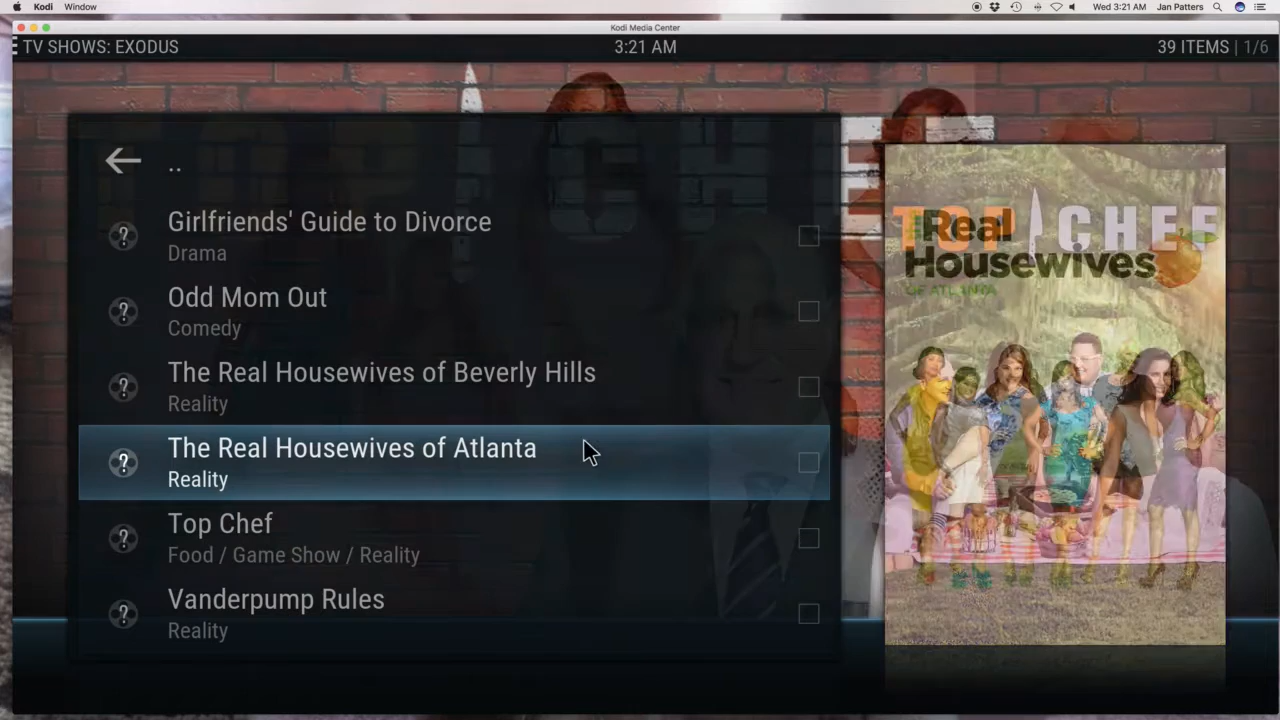 Kodi Window
Wed 3:21 AM Jan Patters
Kodi Media Center
TV SHOWS: EXODUS 3:21 AM 39 ITEMS | 1/6
..
Girlfriends' Guide to Divorce
Drama
Odd Mom Out
Comedy
The Real Housewives of Beverly Hills
Reality
The Real Housewives of Atlanta
Reality
Top Chef
Food / Game Show / Reality
Vanderpump Rules
Reality
TOP CHEF
The Real
Housewives
OF ATLANTA